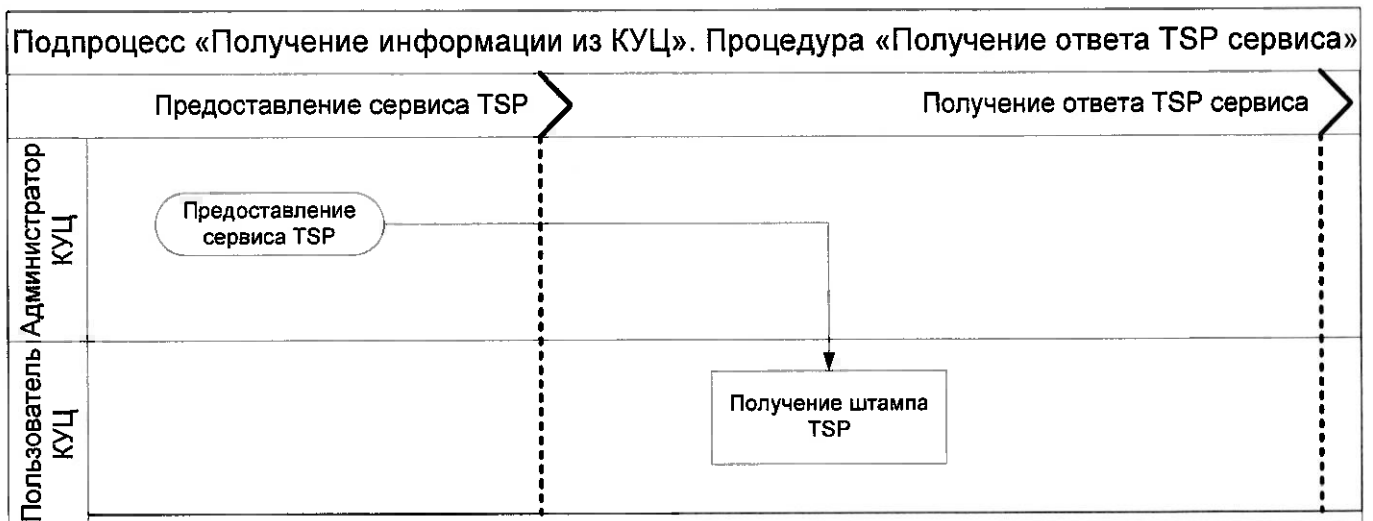 Подпроцесс «Получение информации из КУЦ». Процедура «Получение ответа TSP сервиса»
Предоставление сервиса TSP
Получение ответа TSP сервиса
Администратор
КУЦ
Предоставление
сервиса TSP
Пользователь
КУЦ
Получение штампа
TSP